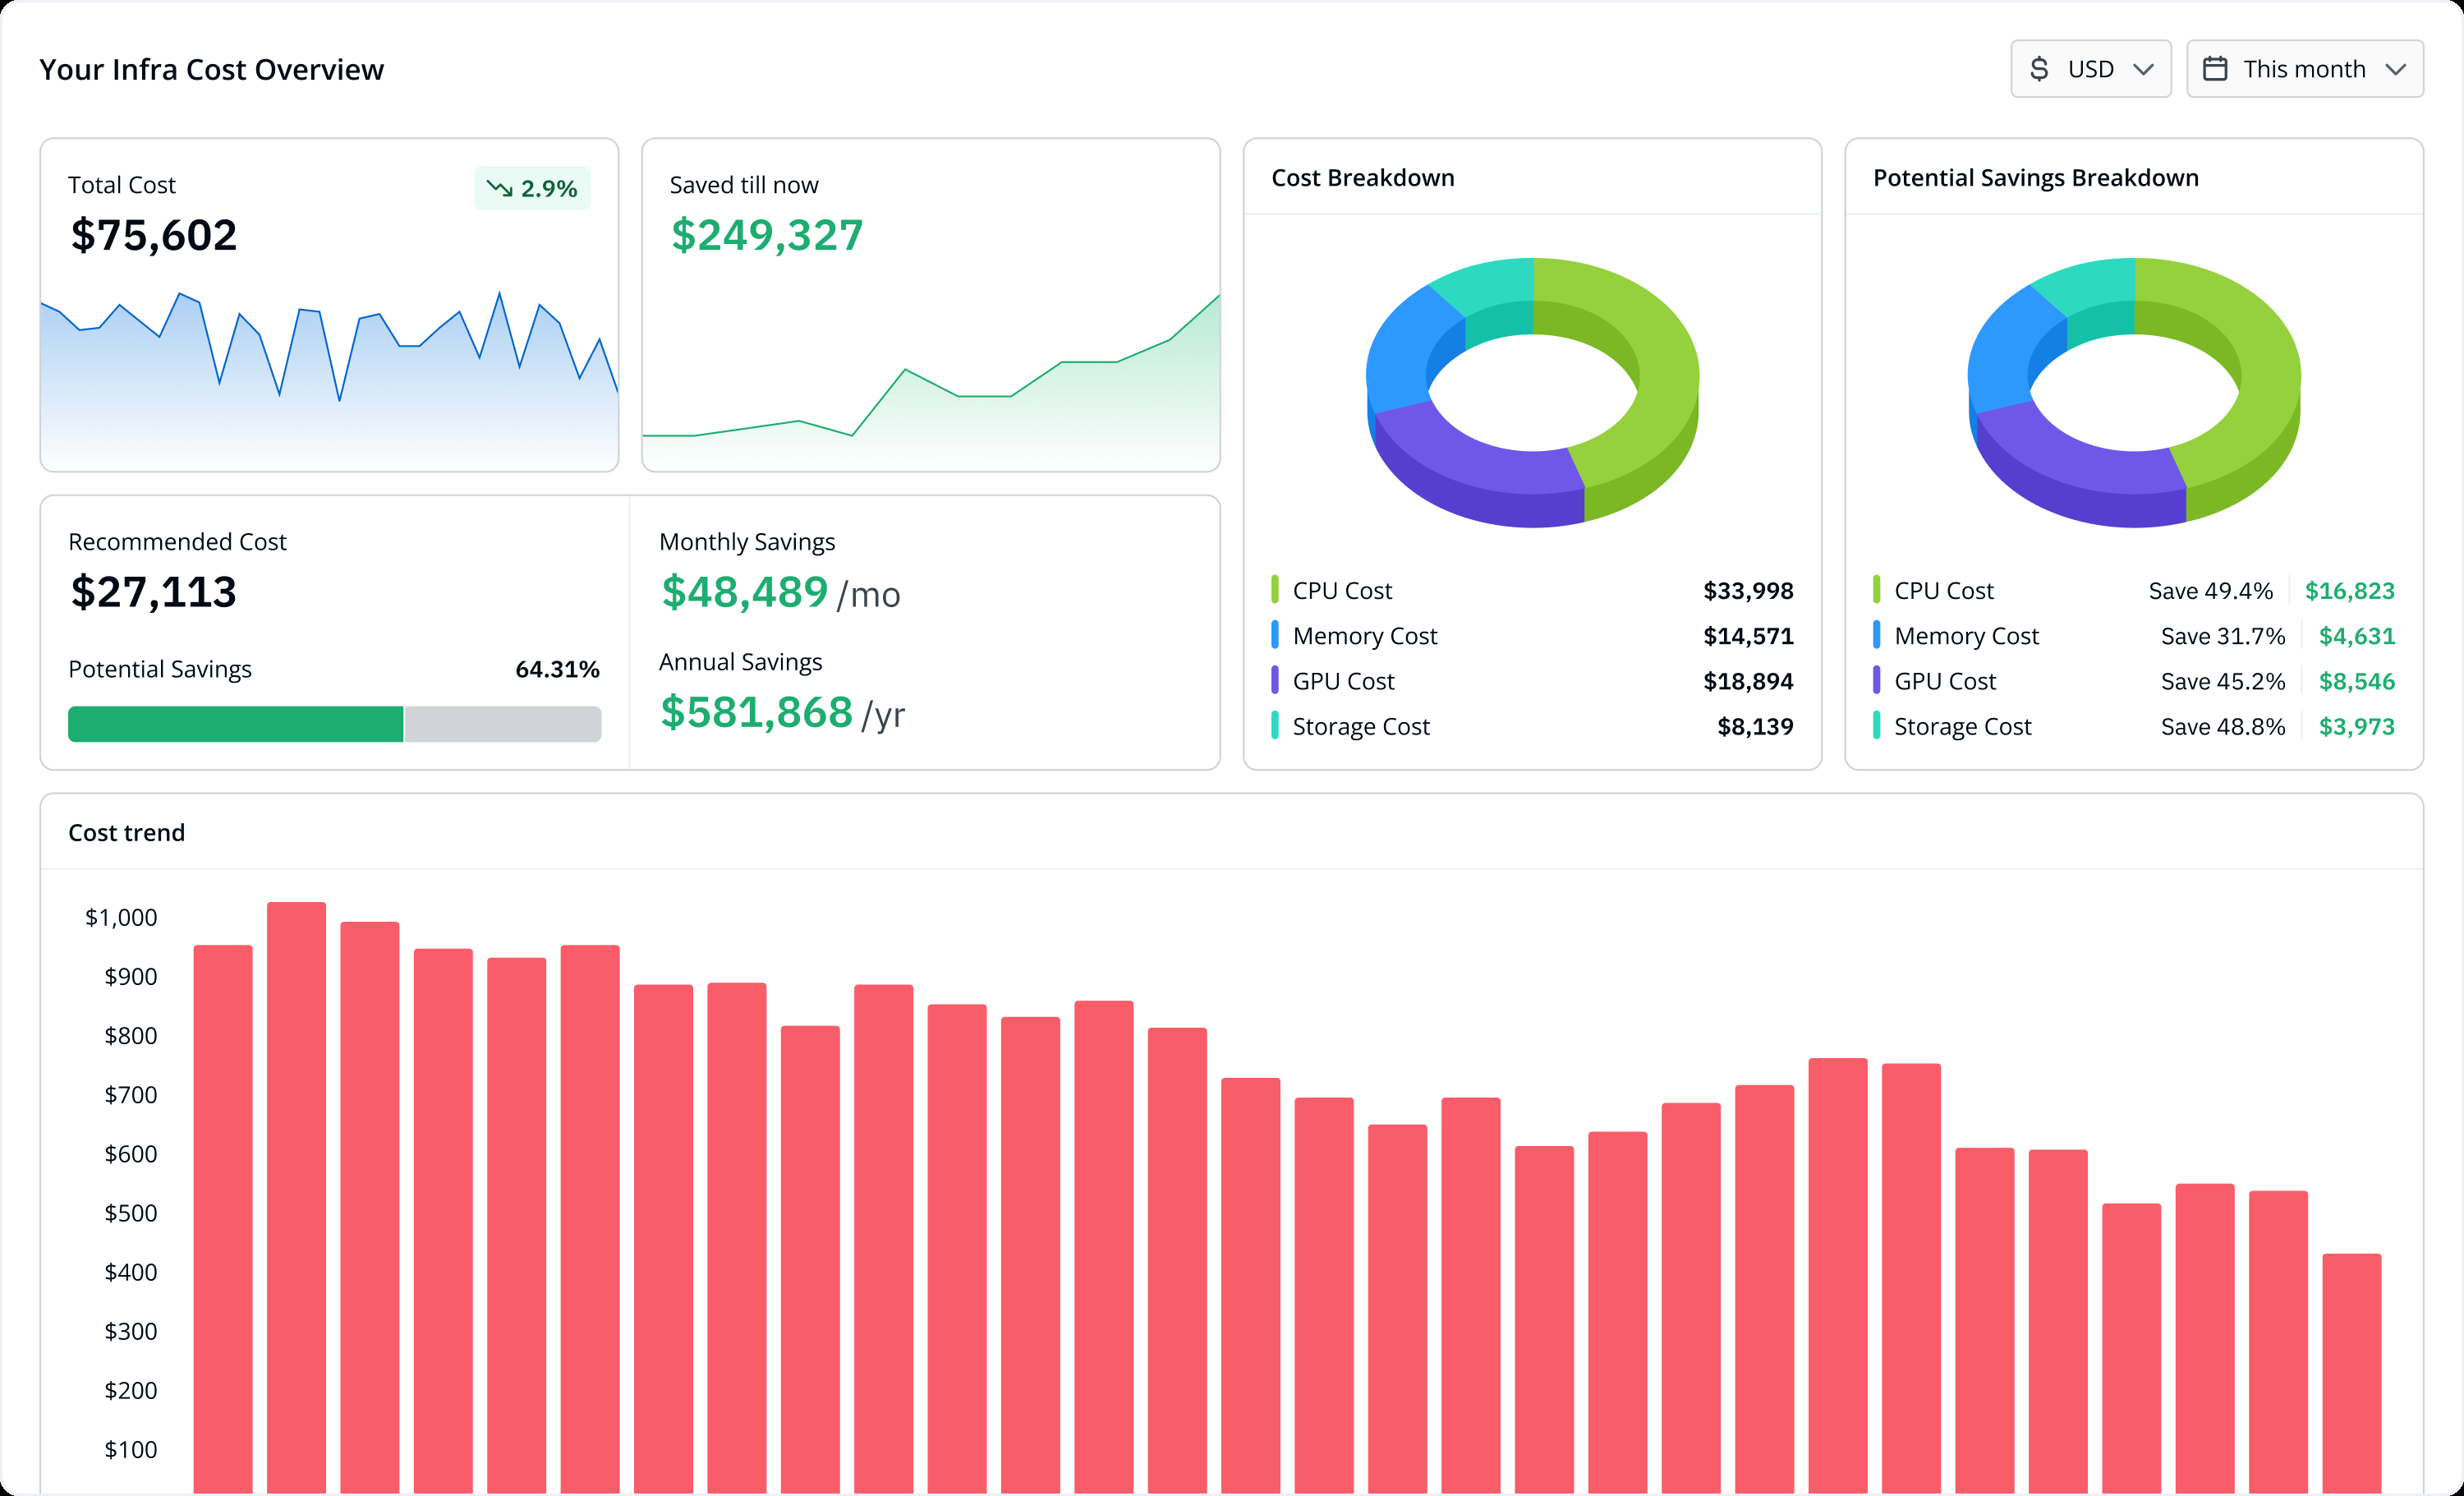 Your Infra Cost Overview
USD
This month
Total Cost
2.9%
$75,602
Saved till now
$249,327
Recommended Cost
$27,113
Potential Savings 64.31%
Monthly Savings
$48,489 /mo
Annual Savings
$581,868 /yr
Cost Breakdown
CPU Cost $33,998
Memory Cost $14,571
GPU Cost $18,894
Storage Cost $8,139
Potential Savings Breakdown
CPU Cost Save 49.4% $16,823
Memory Cost Save 31.7% $4,631
GPU Cost Save 45.2% $8,546
Storage Cost Save 48.8% $3,973
Cost trend
$1,000
$900
$800
$700
$600
$500
$400
$300
$200
$100